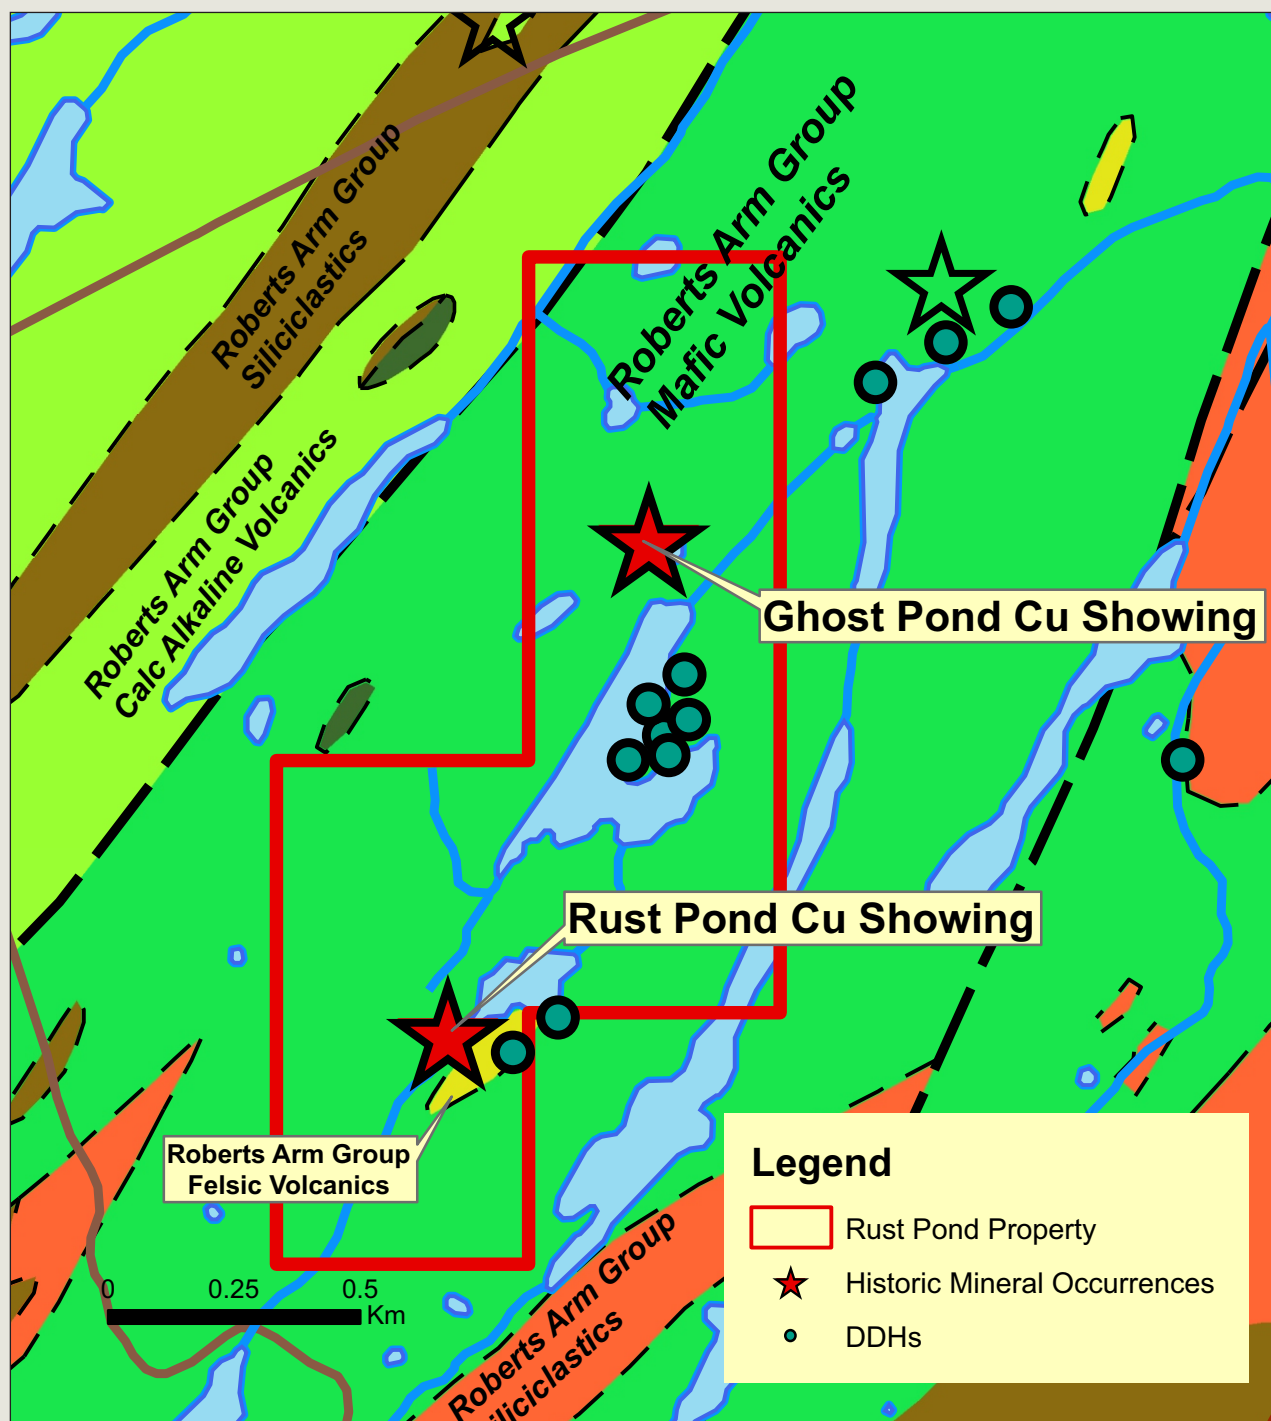 Roberts Arm Group
Siliciclastics
Roberts Arm Group
Mafic Volcanics
Roberts Arm Group
Calc Alkaline Volcanics
Ghost Pond Cu Showing
Rust Pond Cu Showing
Roberts Arm Group
Felsic Volcanics
Roberts Arm Group
iliciclastics
0 0.25 0.5
Km
Legend
Rust Pond Property
Historic Mineral Occurrences
DDHs